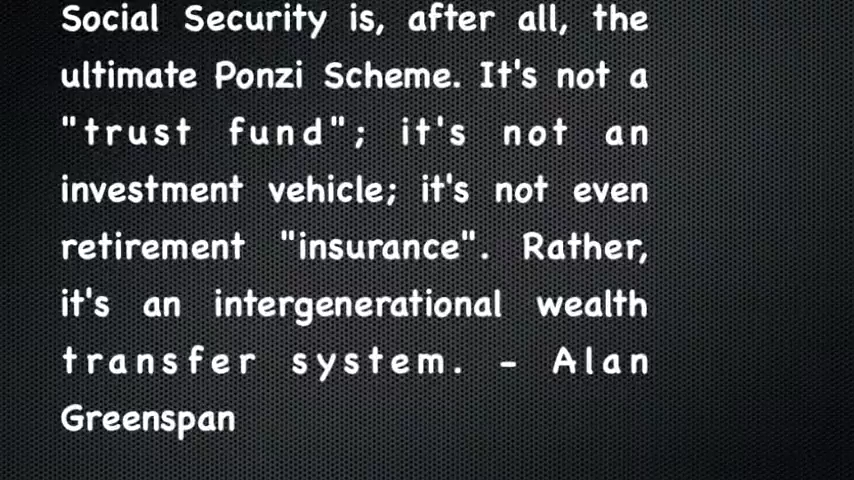 Social Security is, after all, the
ultimate Ponzi Scheme. It's not a
"trust fund"; it's not an
investment vehicle; it's not even
retirement "insurance". Rather,
it's an intergenerational wealth
transfer system. - Alan
Greenspan